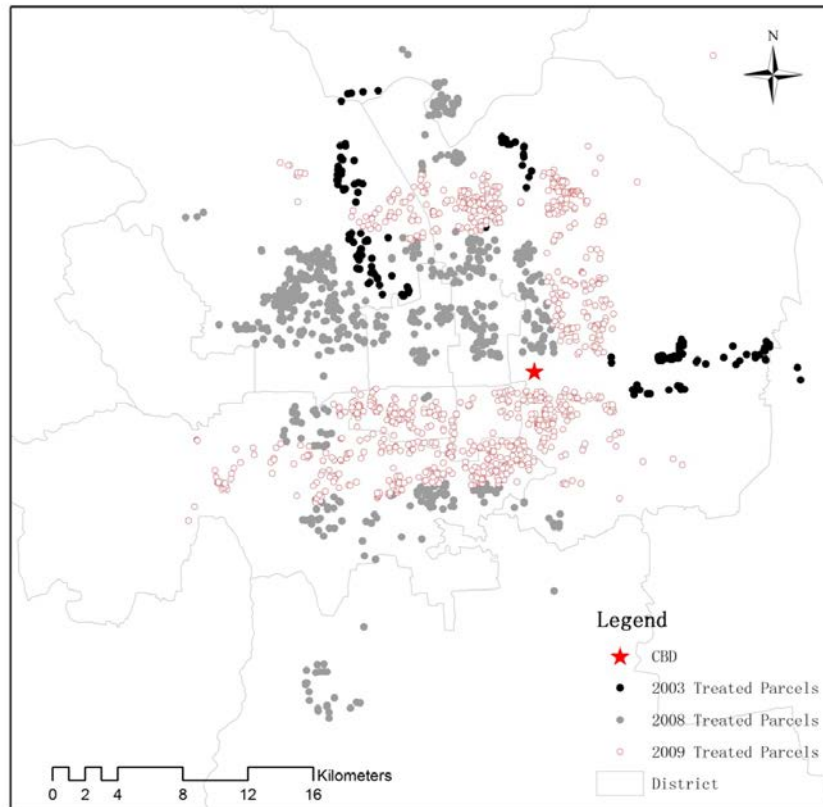 N
Legend
CBD
2003 Treated Parcels
2008 Treated Parcels
2009 Treated Parcels
District
Kilometers
0 2 4 8 12 16